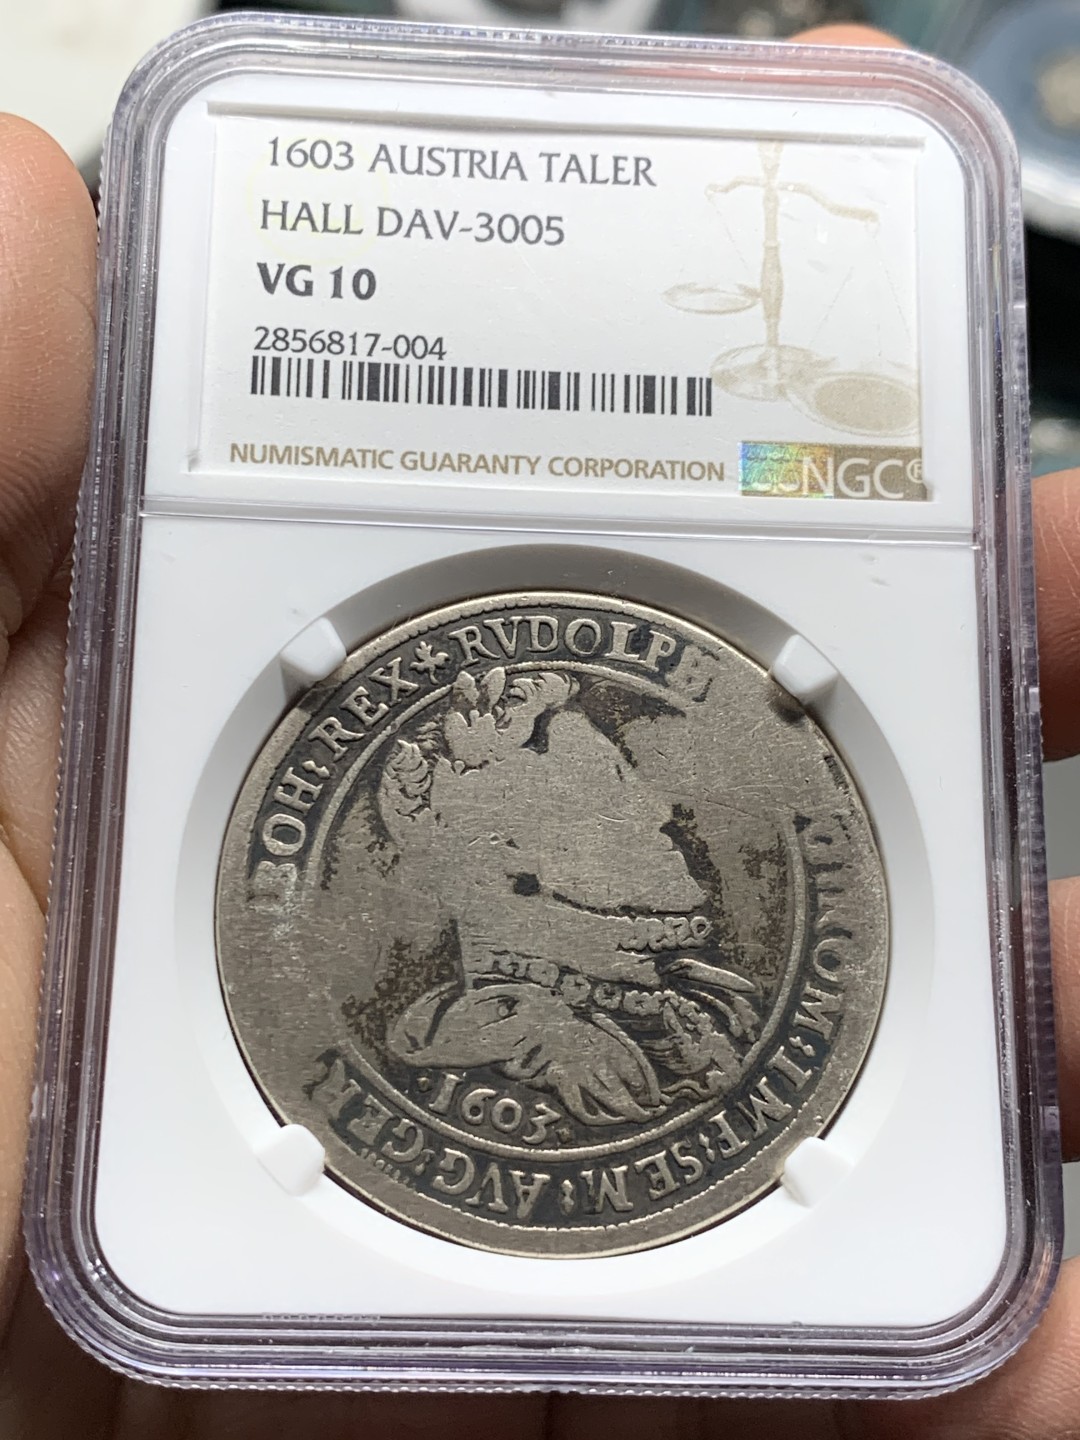 1603 AUSTRIA TALER
HALL DAV-3005
VG 10
2856817-004
NUMISMATIC GUARANTY CORPORATION NGC®
RVDOLPH
ROM:IMP:SEM:AVG:GER
BOH:REX
·1603·